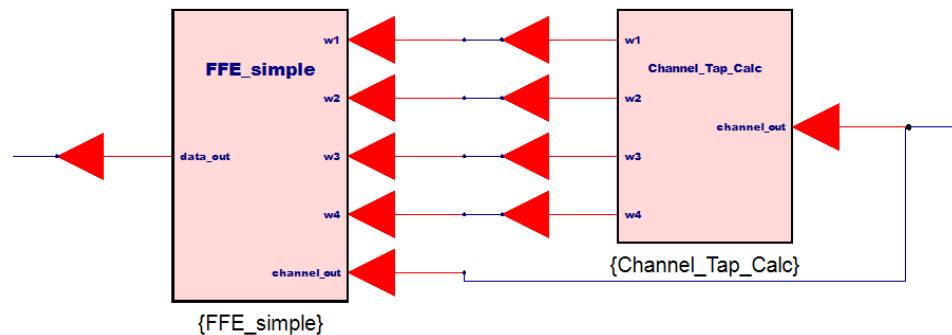 w1
FFE_simple
w2
data_out
w3
w4
channel_out
{FFE_simple}
w1
Channel_Tap_Calc
w2
channel_out
w3
w4
{Channel_Tap_Calc}